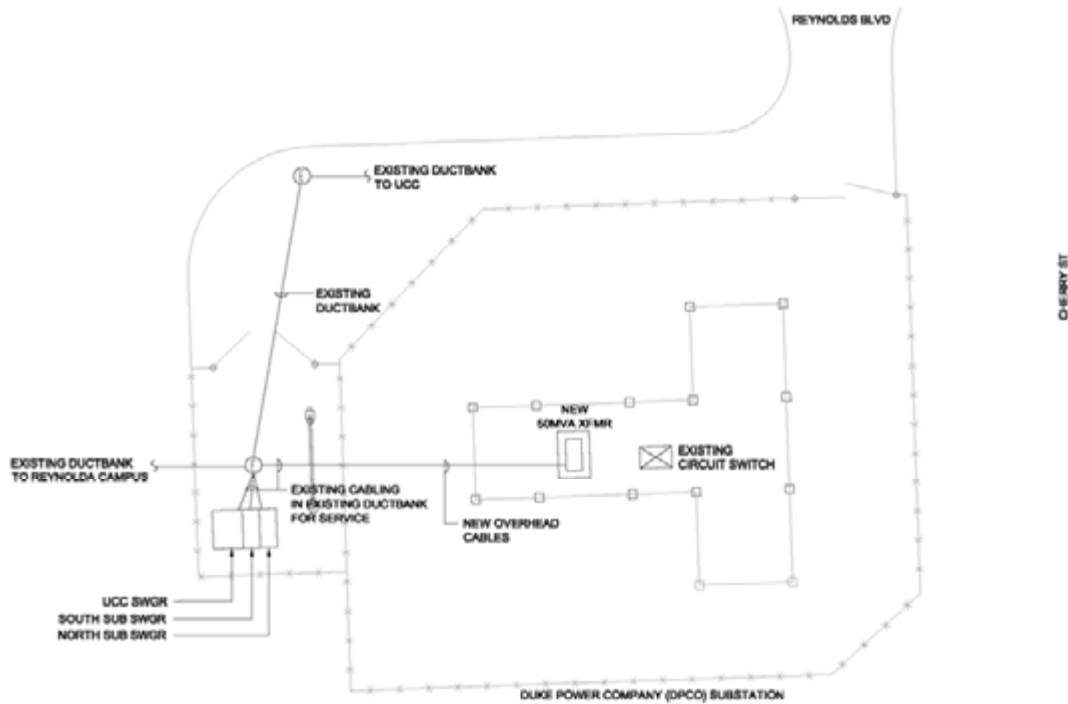 REYNOLDS BLVD
EXISTING DUCTBANK
TO UCC
CHERRY ST
EXISTING
DUCTBANK
NEW
50MVA XFMR
EXISTING
CIRCUIT SWITCH
EXISTING DUCTBANK
TO REYNOLDA CAMPUS
EXISTING CABLING
IN EXISTING DUCTBANK
FOR SERVICE
NEW OVERHEAD
CABLES
UCC SWGR
SOUTH SUB SWGR
NORTH SUB SWGR
DUKE POWER COMPANY (DPCO) SUBSTATION